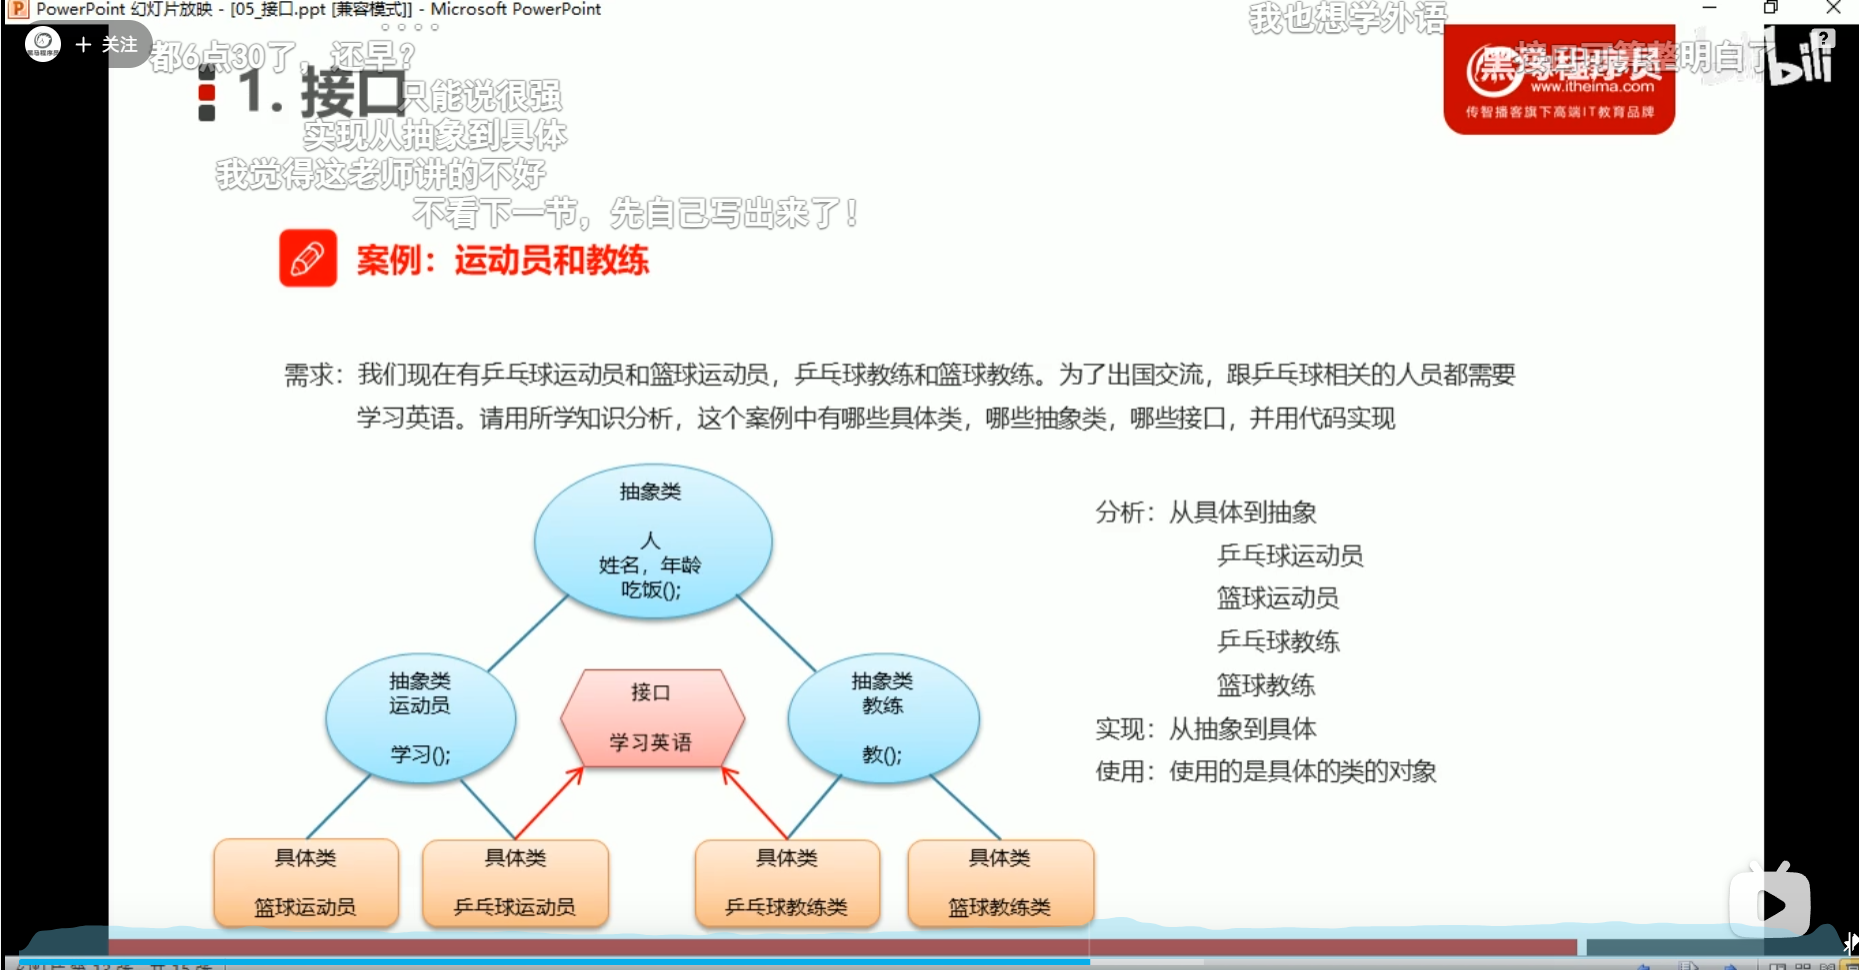 PowerPoint 幻灯片放映 - [05_接口.ppt [兼容模式]] - Microsoft PowerPoint
我也想学外语
+ 关注
都6点30了，还早？
明白了
bili
1. 接口
只能说很强
黑马程序员
www.itheima.com
传智播客旗下高端IT教育品牌
实现从抽象到具体
我觉得这老师讲的不好
不看下一节，先自己写出来了！
案例：运动员和教练
需求：我们现在有乒乓球运动员和篮球运动员，乒乓球教练和篮球教练。为了出国交流，跟乒乓球相关的人员都需要
学习英语。请用所学知识分析，这个案例中有哪些具体类，哪些抽象类，哪些接口，并用代码实现
抽象类
人
姓名，年龄
吃饭();
抽象类
运动员
学习();
接口
学习英语
抽象类
教练
教();
具体类
篮球运动员
具体类
乒乓球运动员
具体类
乒乓球教练类
具体类
篮球教练类
分析：从具体到抽象
乒乓球运动员
篮球运动员
乒乓球教练
篮球教练
实现：从抽象到具体
使用：使用的是具体的类的对象